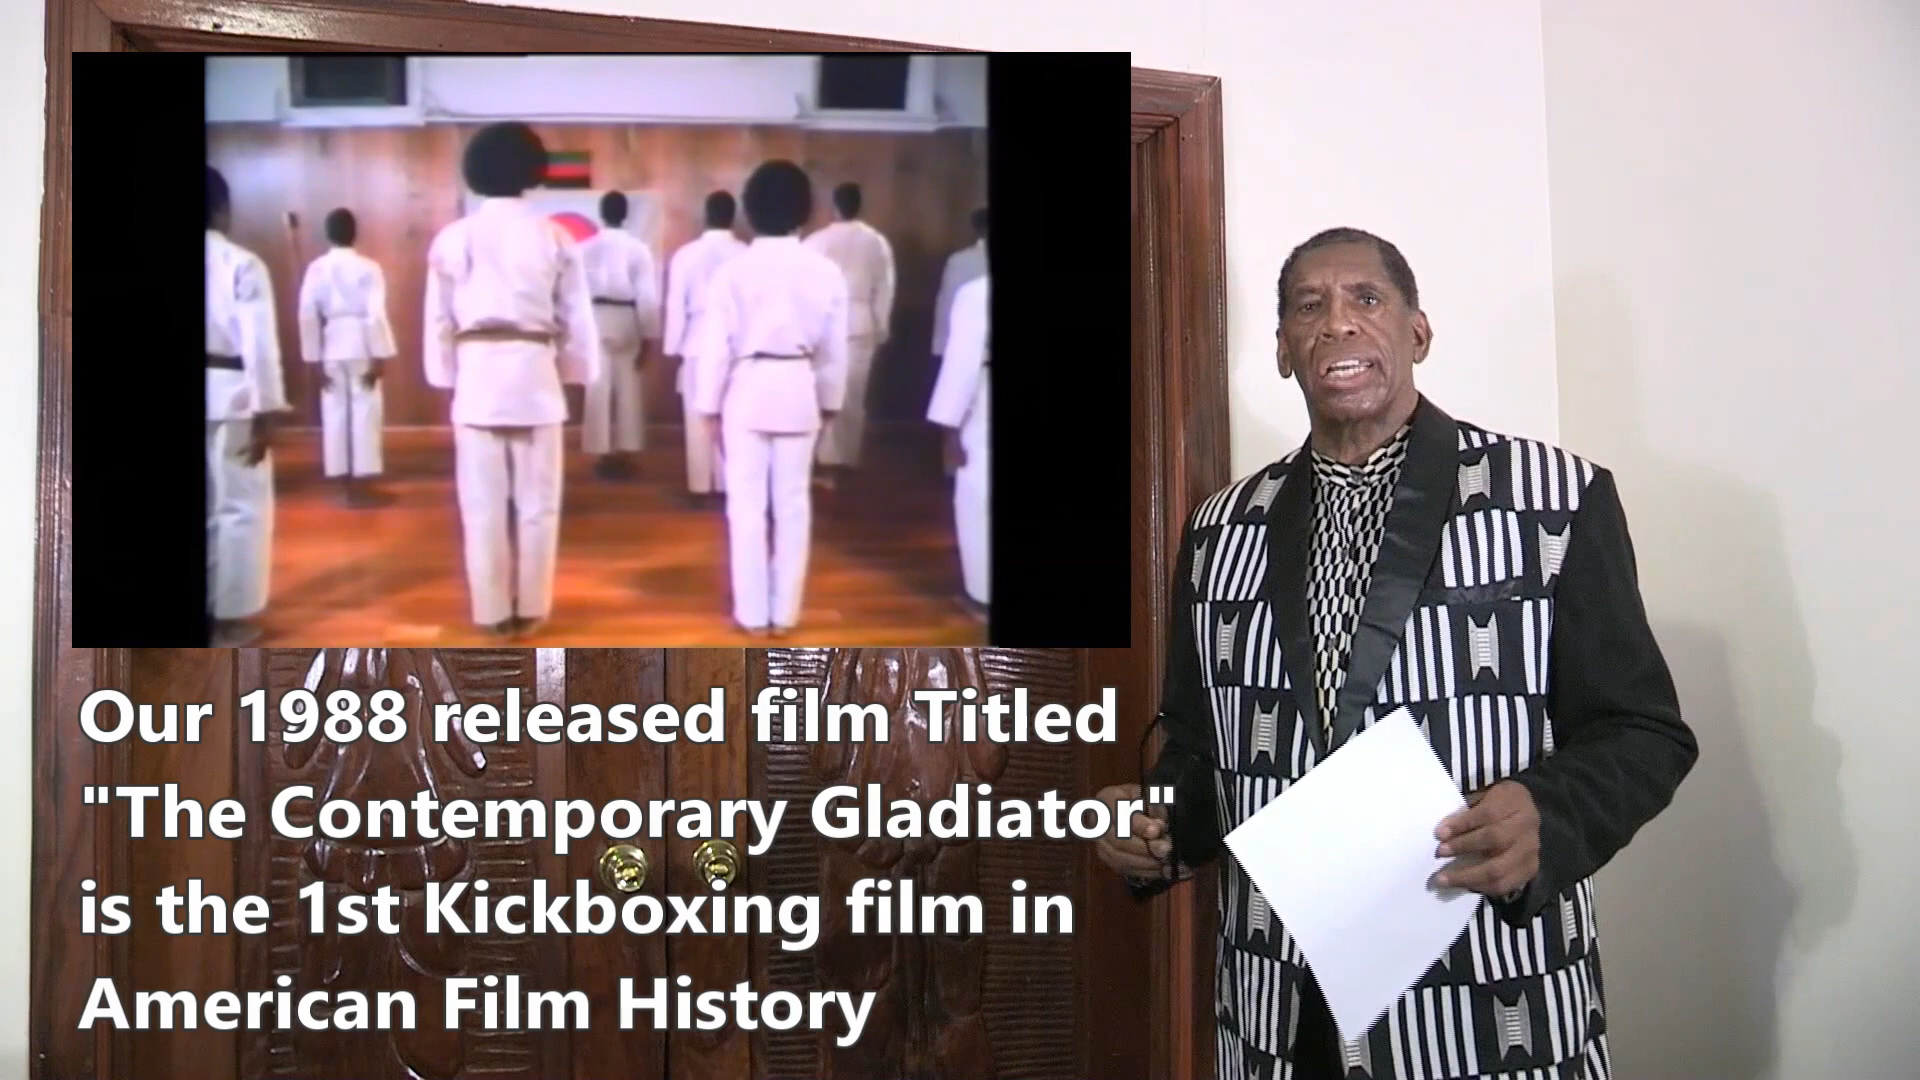 Our 1988 released film Titled
"The Contemporary Gladiator"
is the 1st Kickboxing film in
American Film History